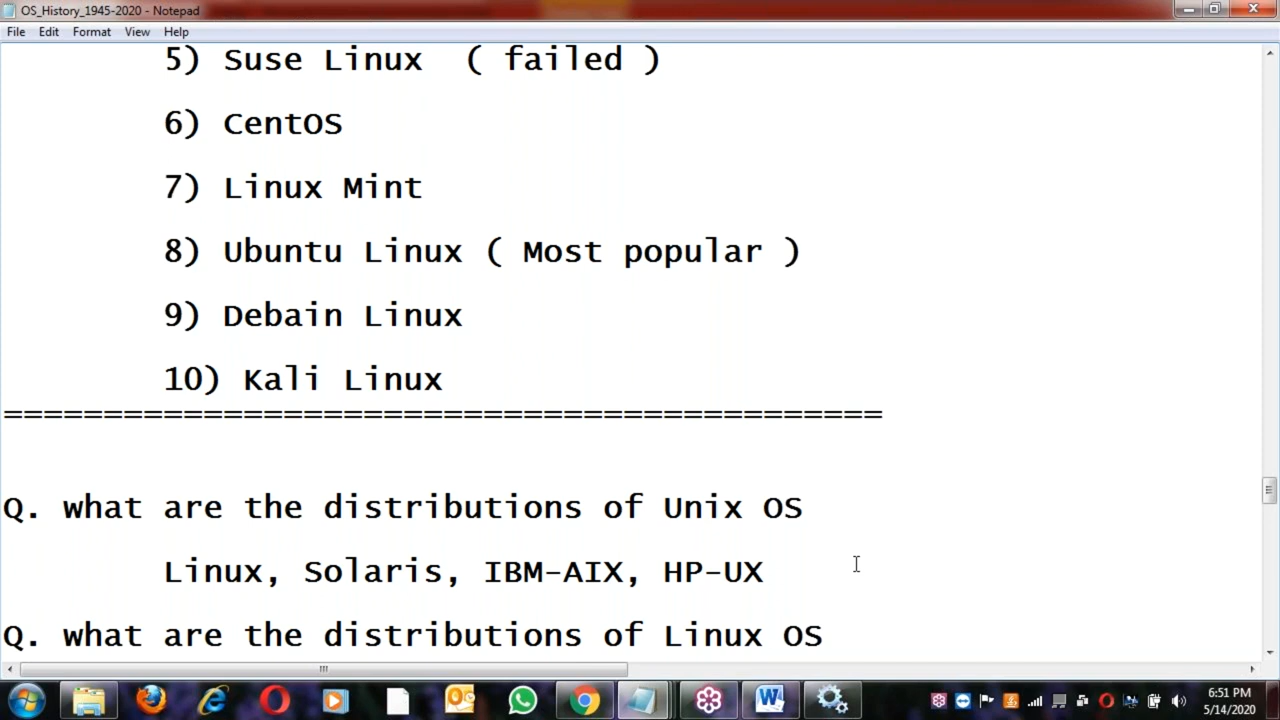 OS_History_1945-2020 - Notepad
File Edit Format View Help
5) Suse Linux ( failed )
6) CentOS
7) Linux Mint
8) Ubuntu Linux ( Most popular )
9) Debain Linux
10) Kali Linux
============================================
Q. what are the distributions of Unix OS
Linux, Solaris, IBM-AIX, HP-UX
Q. what are the distributions of Linux OS
6:51 PM
5/14/2020